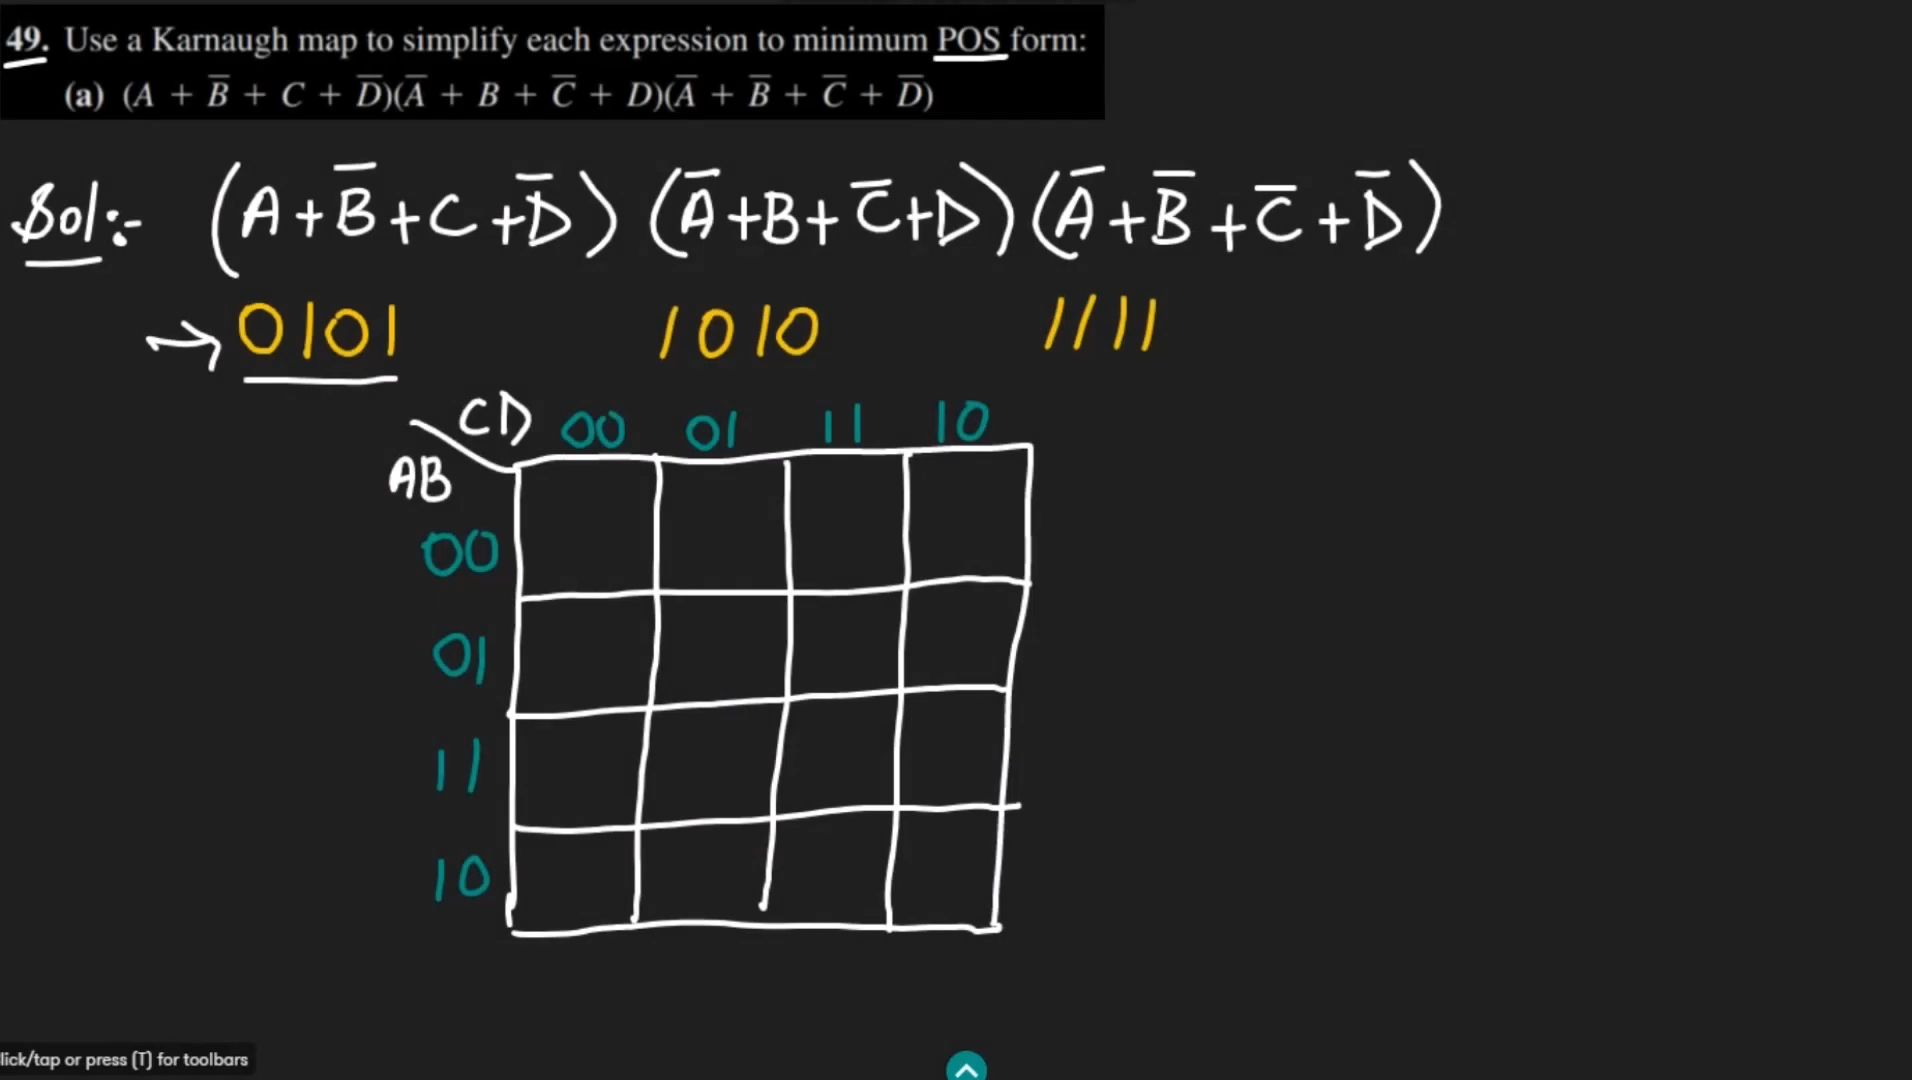 49. Use a Karnaugh map to simplify each expression to minimum POS form:
(a) (A + B̅ + C + D̅)(A̅ + B + C̅ + D)(A̅ + B̅ + C̅ + D̅)
Sol:- (A+B̅+C+D̅) (A̅+B+C̅+D)(A̅+B̅+C̅+D̅)
→ 0101 1010 1111
CD 00 01 11 10
AB
00
01
11
10
lick/tap or press (T) for toolbars